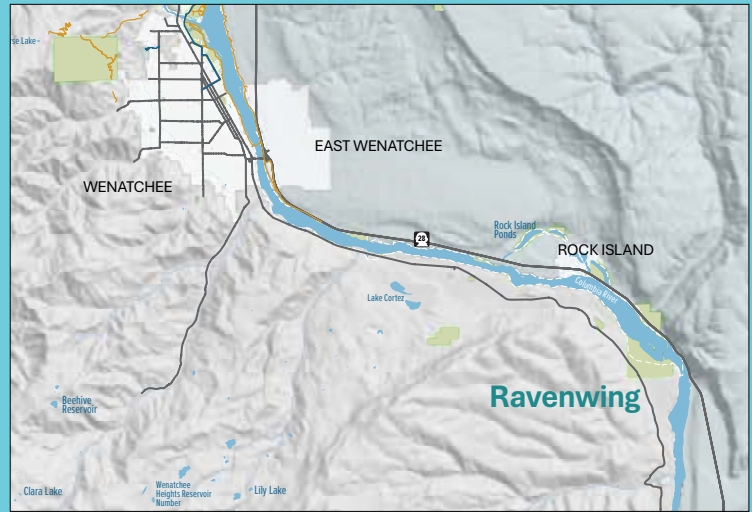 rse Lake
EAST WENATCHEE
WENATCHEE
Rock Island
Ponds
28
ROCK ISLAND
Columbia River
Lake Cortez
Ravenwing
Beehive
Reservoir
Clara Lake
Wenatchee
Heights Reservoir
Number
Lily Lake